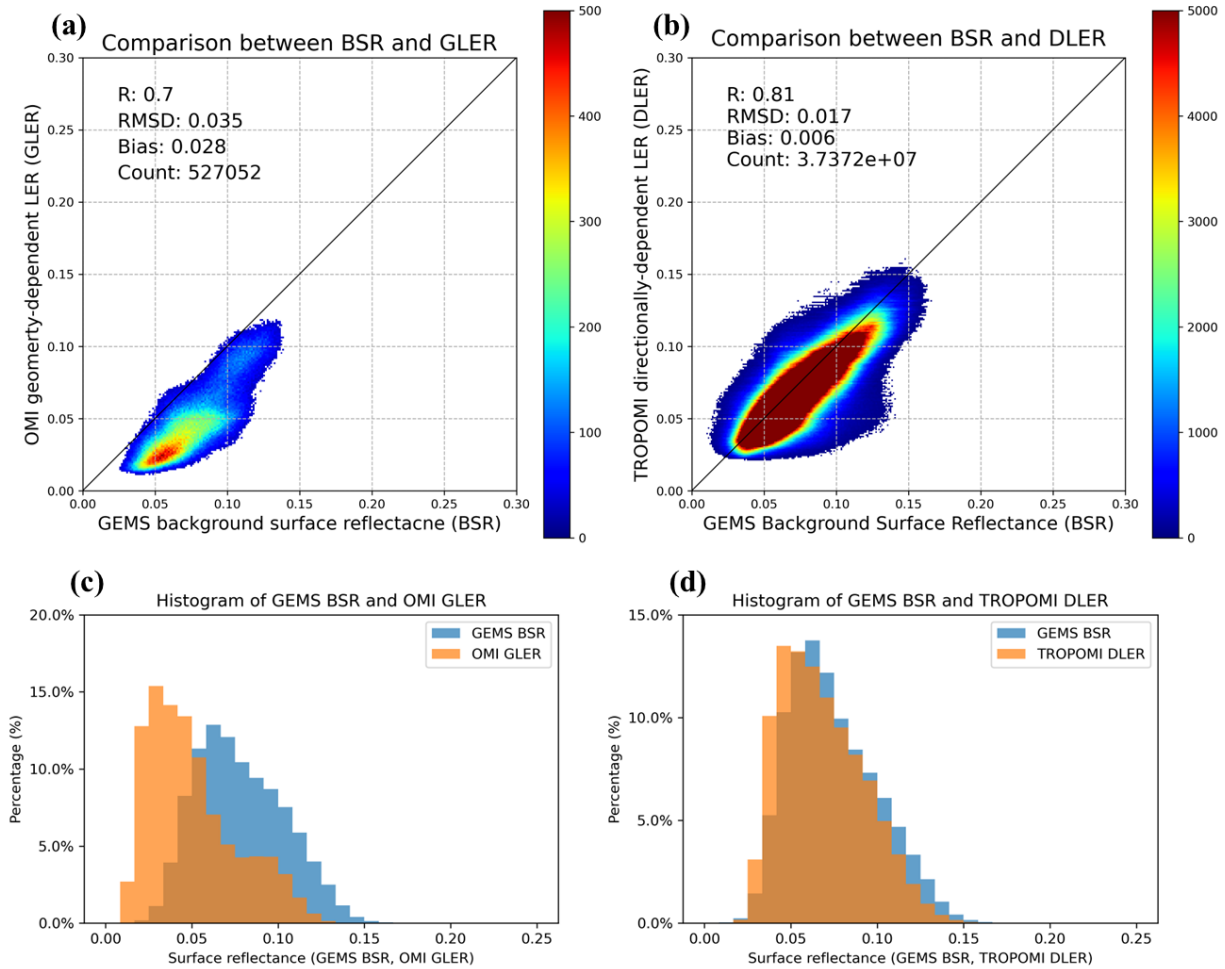 (a)
Comparison between BSR and GLER
R: 0.7
RMSD: 0.035
Bias: 0.028
Count: 527052
OMI geomerty-dependent LER (GLER)
0.30
0.25
0.20
0.15
0.10
0.05
0.00
0.00 0.05 0.10 0.15 0.20 0.25 0.30
GEMS background surface reflectacne (BSR)
500
400
300
200
100
0
(b)
Comparison between BSR and DLER
R: 0.81
RMSD: 0.017
Bias: 0.006
Count: 3.7372e+07
TROPOMI directionally-dependent LER (DLER)
0.30
0.25
0.20
0.15
0.10
0.05
0.00
0.00 0.05 0.10 0.15 0.20 0.25 0.30
GEMS Background Surface Reflectance (BSR)
5000
4000
3000
2000
1000
0
(c)
Histogram of GEMS BSR and OMI GLER
GEMS BSR
OMI GLER
Percentage (%)
20.0%
15.0%
10.0%
5.0%
0.0%
0.00 0.05 0.10 0.15 0.20 0.25
Surface reflectance (GEMS BSR, OMI GLER)
(d)
Histogram of GEMS BSR and TROPOMI DLER
GEMS BSR
TROPOMI DLER
Percentage (%)
15.0%
10.0%
5.0%
0.0%
0.00 0.05 0.10 0.15 0.20 0.25
Surface reflectance (GEMS BSR, TROPOMI DLER)